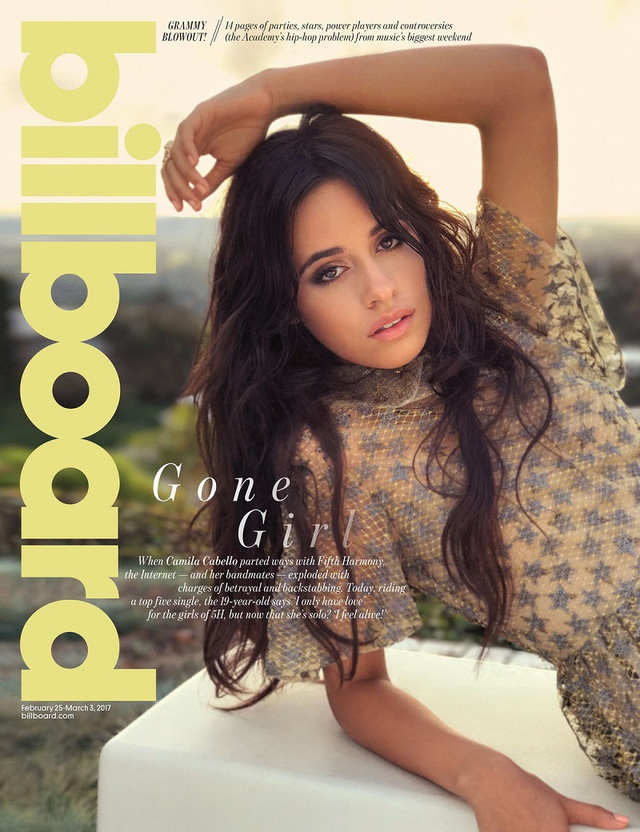 GRAMMY
BLOWOUT!
14 pages of parties, stars, power players and controversies
(the Academy's hip-hop problem) from music's biggest weekend
billboard
Gone
Girl
When Camila Cabello parted ways with Fifth Harmony,
the Internet — and her bandmates — exploded with
charges of betrayal and backstabbing. Today, riding
a top five single, the 19-year-old says 'I only have love
for the girls of 5H, but now that she's solo? 'I feel alive!'
February 25-March 3, 2017
billboard.com